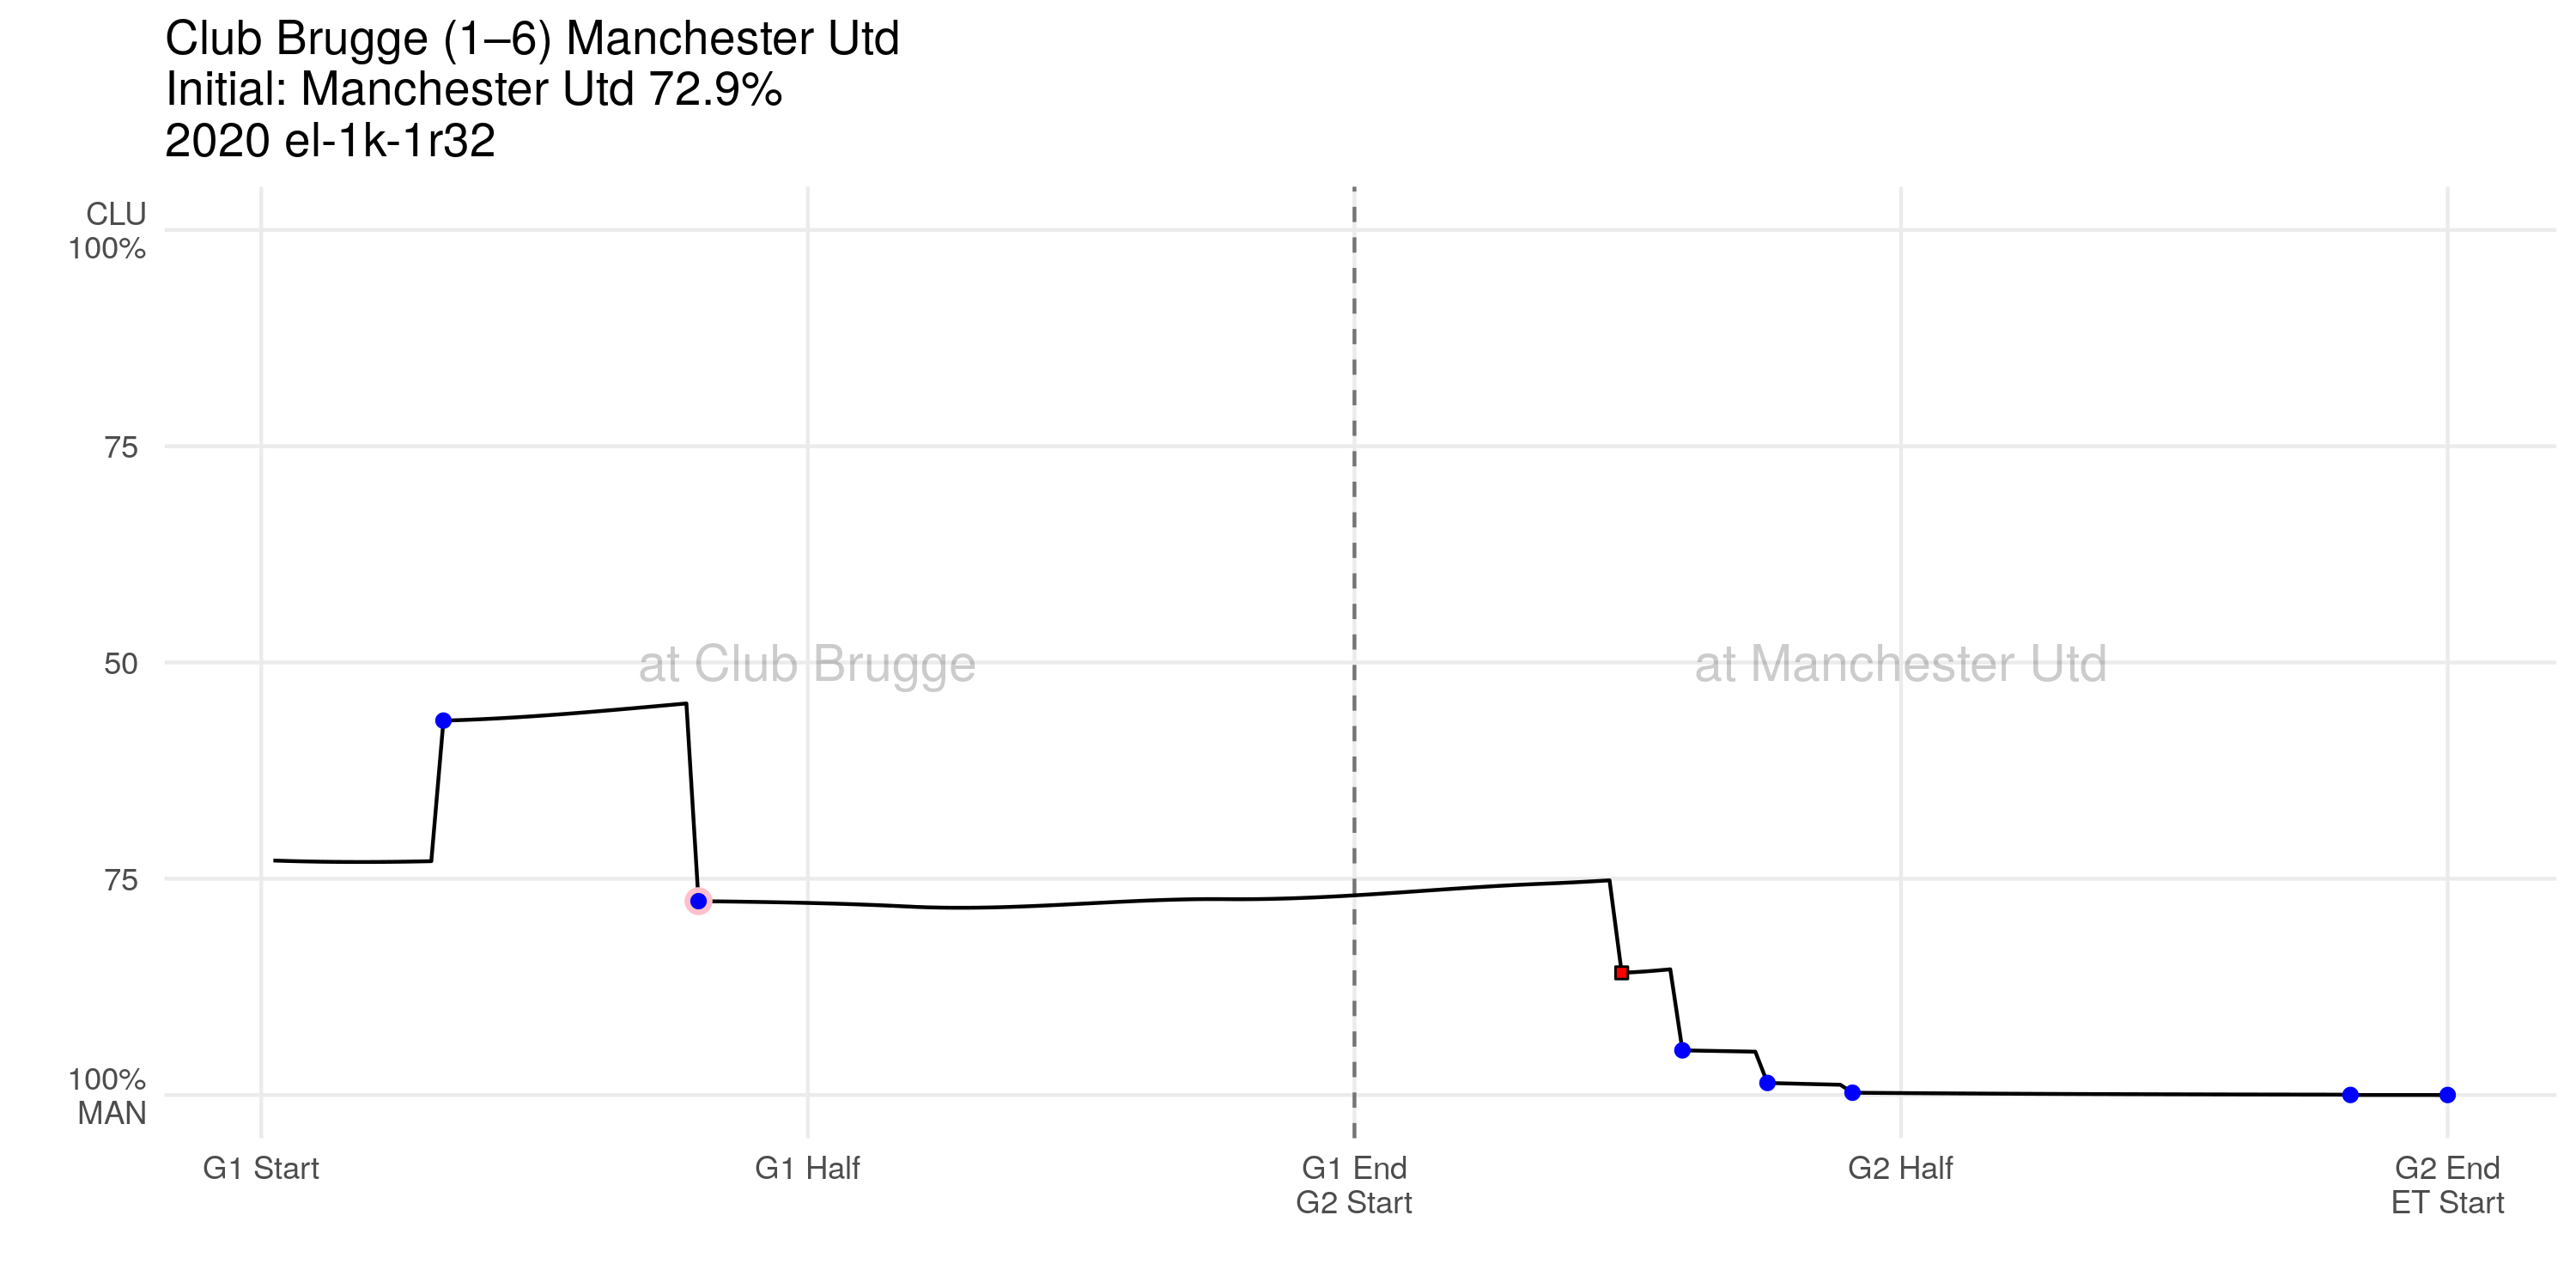 Club Brugge (1–6) Manchester Utd
Initial: Manchester Utd 72.9%
2020 el-1k-1r32
CLU
100%
75
50
75
100%
MAN
at Club Brugge
at Manchester Utd
G1 Start
G1 Half
G1 End
G2 Start
G2 Half
G2 End
ET Start